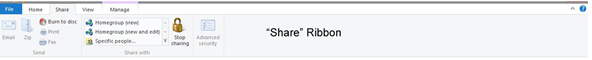 File Home Share View Manage
Burn to disc
Print
Fax
Email Zip
Send
Homegroup (view)
Homegroup (view and edit)
Specific people...
Share with
Stop sharing
Advanced security
“Share” Ribbon